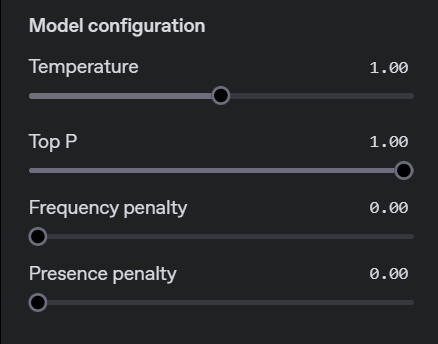 Model configuration
Temperature 1.00
Top P 1.00
Frequency penalty 0.00
Presence penalty 0.00